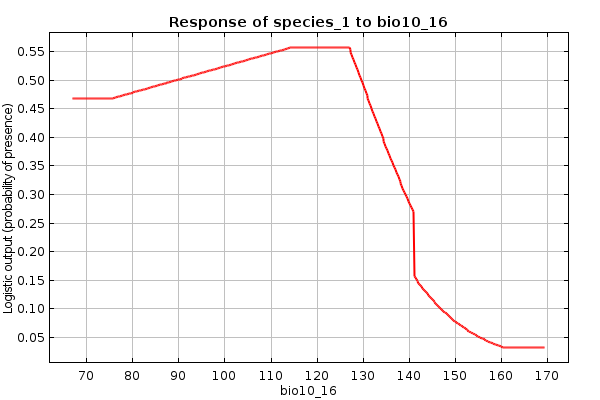 Response of species_1 to bio10_16
Logistic output (probability of presence)
0.55
0.50
0.45
0.40
0.35
0.30
0.25
0.20
0.15
0.10
0.05
70 80 90 100 110 120 130 140 150 160 170
bio10_16